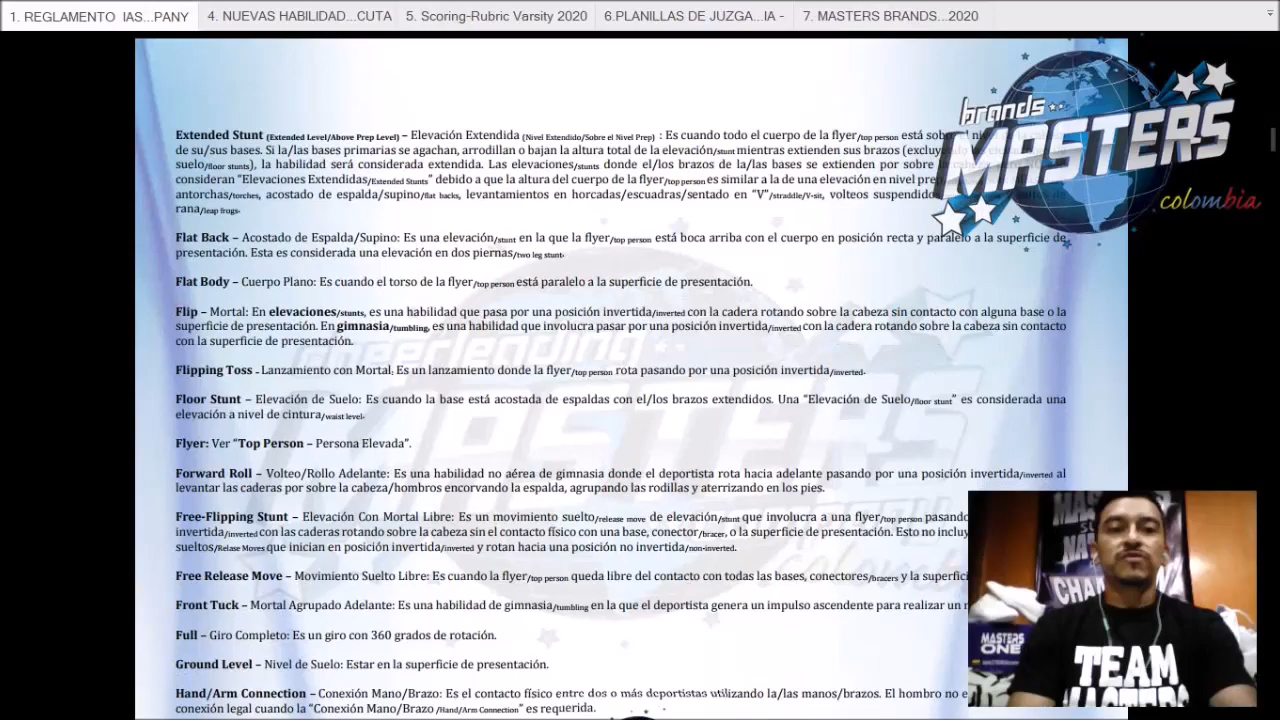 1. REGLAMENTO IAS...PANY
4. NUEVAS HABILIDAD...CUTA
5. Scoring-Rubric Varsity 2020
6.PLANILLAS DE JUZGA...IA -
7. MASTERS BRANDS...2020
brands
MASTERS
colombia
Extended Stunt (Extended Level/Above Prep Level) – Elevación Extendida (Nivel Extendido/Sobre el Nivel Prep) : Es cuando todo el cuerpo de la flyer/top person está
de su/sus bases. Si la/las bases primarias se agachan, arrodillan o bajan la altura total de la elevación/stunt mientras extienden sus brazos
suelo/floor stunts), la habilidad será considerada extendida. Las elevaciones/stunts donde el/los brazos de la/las bases se extienden por sobre
consideran “Elevaciones Extendidas/Extended Stunts” debido a que la altura del cuerpo de la flyer/top person es similar a la de una elevación en nivel
antorchas/torches, acostado de espalda/supino/flat backs, levantamientos en horcadas/escuadras/sentado en “V”/straddle/V-sit, volteos
rana/leap frogs.
Flat Back – Acostado de Espalda/Supino: Es una elevación/stunt en la que la flyer/top person está boca arriba con el cuerpo en posición recta y paralelo a la superficie de
presentación. Esta es considerada una elevación en dos piernas/two leg stunt.
Flat Body – Cuerpo Plano: Es cuando el torso de la flyer/top person está paralelo a la superficie de presentación.
Flip – Mortal: En elevaciones/stunts, es una habilidad que pasa por una posición invertida/inverted con la cadera rotando sobre la cabeza sin contacto con alguna base o la
superficie de presentación. En gimnasia/tumbling, es una habilidad que involucra pasar por una posición invertida/inverted con la cadera rotando sobre la cabeza sin contacto
con la superficie de presentación.
Flipping Toss - Lanzamiento con Mortal: Es un lanzamiento donde la flyer/top person rota pasando por una posición invertida/inverted.
Floor Stunt – Elevación de Suelo: Es cuando la base está acostada de espaldas con el/los brazos extendidos. Una “Elevación de Suelo/floor stunt” es considerada una
elevación a nivel de cintura/waist level.
Flyer: Ver “Top Person – Persona Elevada”.
Forward Roll – Volteo/Rollo Adelante: Es una habilidad no aérea de gimnasia donde el deportista rota hacia adelante pasando por una posición invertida/inverted al
levantar las caderas por sobre la cabeza/hombros encorvando la espalda, agrupando las rodillas y aterrizando en los pies.
Free-Flipping Stunt – Elevación Con Mortal Libre: Es un movimiento suelto/release move de elevación/stunt que involucra a una flyer/top person
invertida/inverted con las caderas rotando sobre la cabeza sin el contacto físico con una base, conector/bracer, o la superficie de presentación. Esto no
sueltos/Relase Moves que inician en posición invertida/inverted y rotan hacia una posición no invertida/non-inverted.
Free Release Move – Movimiento Suelto Libre: Es cuando la flyer/top person queda libre del contacto con todas las bases, conectores/bracers y la
Front Tuck – Mortal Agrupado Adelante: Es una habilidad de gimnasia/tumbling en la que el deportista genera un impulso ascendente para realizar un
Full – Giro Completo: Es un giro con 360 grados de rotación.
Ground Level – Nivel de Suelo: Estar en la superficie de presentación.
Hand/Arm Connection – Conexión Mano/Brazo: Es el contacto físico entre dos o más deportistas utilizando la/las manos/brazos. El hombro no
conexión legal cuando la “Conexión Mano/Brazo /Hand/Arm Connection” es requerida.
MASTERS
ONE
TEAM
MASTERS